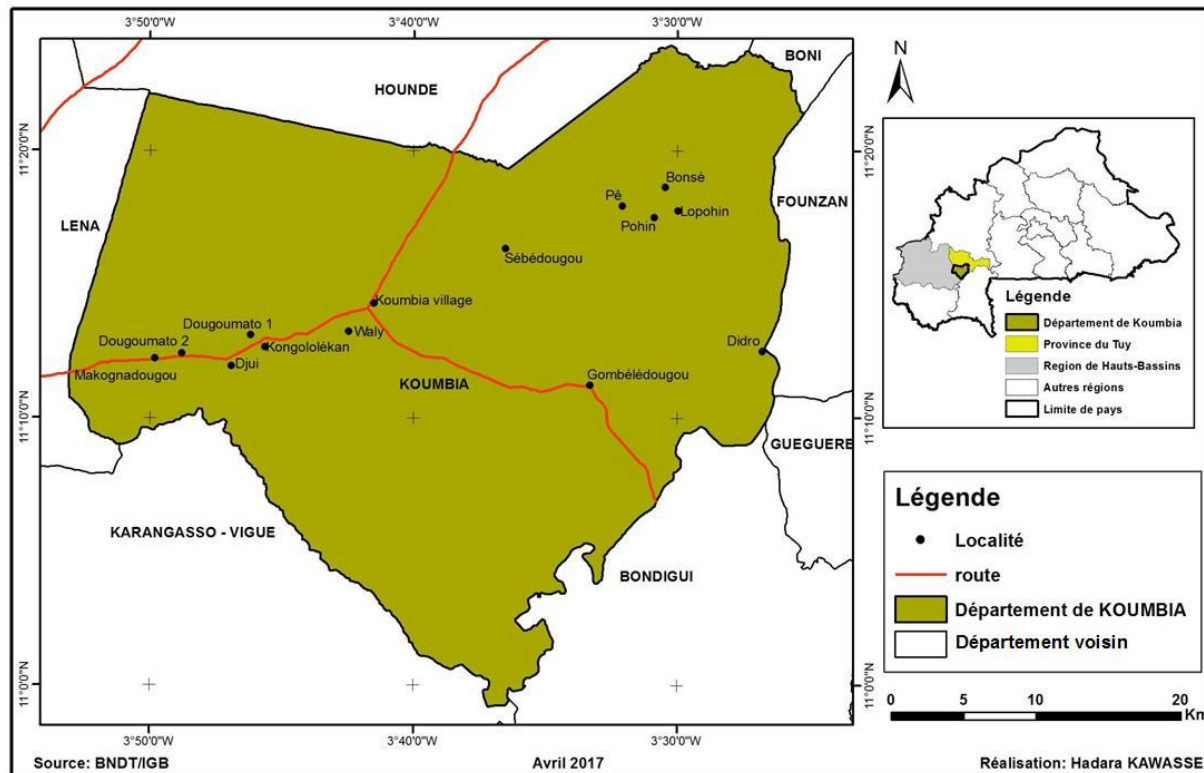 3°50'0"W
3°40'0"W
3°30'0"W
N
BONI
HOUNDE
11°20'0"N
11°20'0"N
Bonsè
Pê
Lopohin
FOUNZAN
LENA
Pohin
Sébèdougou
Légende
Département de Koumbia
Province du Tuy
Region de Hauts-Bassins
Autres régions
Limite de pays
Koumbia village
Dougoumato 1
Waly
Dougoumato 2
Kongololékan
Didro
Djui
Makognadougou
KOUMBIA
Gombélédougou
11°10'0"N
11°10'0"N
GUEGUERE
Légende
KARANGASSO - VIGUE
Localité
route
BONDIGUI
Département de KOUMBIA
Département voisin
11°0'0"N
11°0'0"N
0 5 10 20
Km
3°50'0"W
3°40'0"W
3°30'0"W
Source: BNDT/IGB
Avril 2017
Réalisation: Hadara KAWASSE